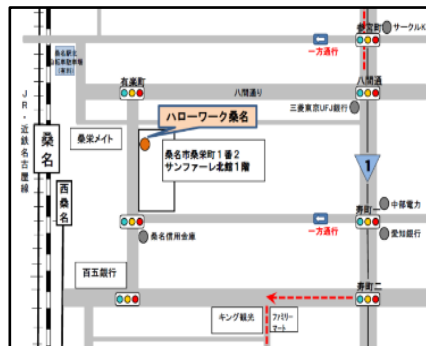 参宮町
サークルK
一方通行
桑名駅北
自転車駐車場
(有料)
有楽町
八間通り
八間通
三菱東京UFJ銀行
JR・近鉄名古屋線
ハローワーク桑名
桑名
桑栄メイト
桑名市桑栄町1番2
サンファーレ北館1階
1
西桑名
寿町一
中部電力
一方通行
愛知銀行
桑名信用金庫
百五銀行
寿町二
キング観光
ファミリー
マート